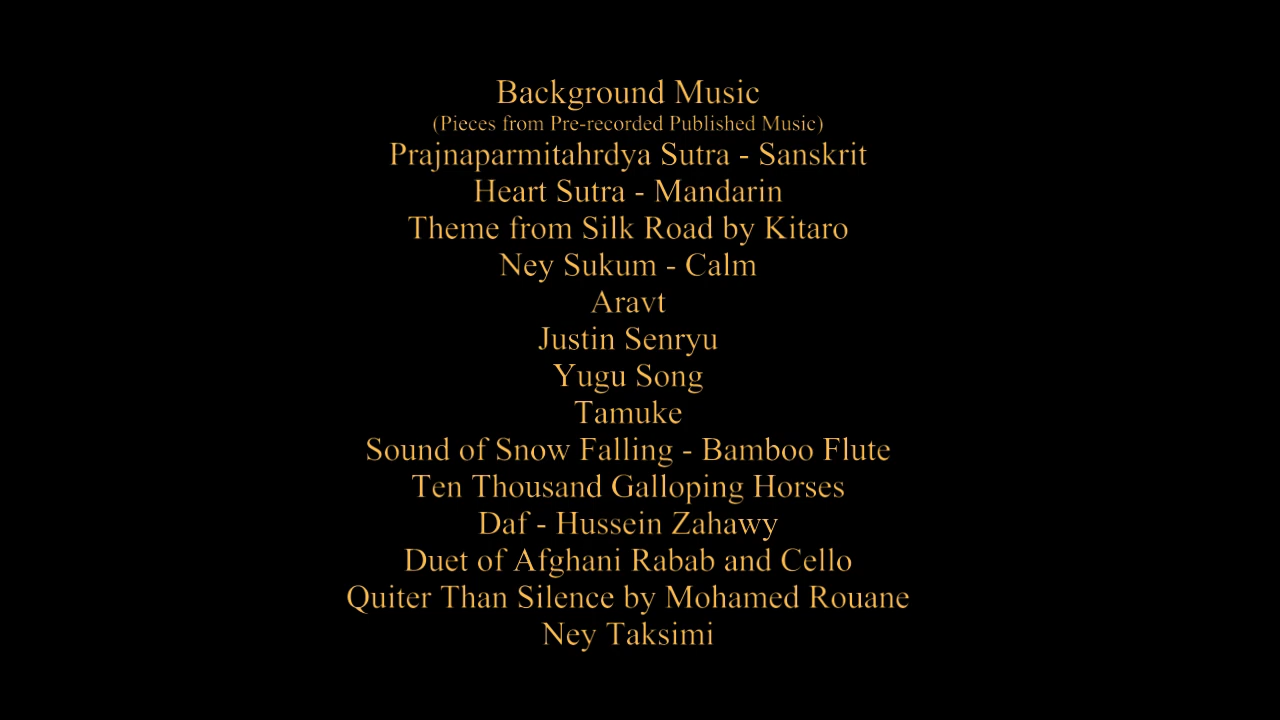 Background Music
(Pieces from Pre-recorded Published Music)
Prajnaparmitahrdya Sutra - Sanskrit
Heart Sutra - Mandarin
Theme from Silk Road by Kitaro
Ney Sukum - Calm
Aravt
Justin Senryu
Yugu Song
Tamuke
Sound of Snow Falling - Bamboo Flute
Ten Thousand Galloping Horses
Daf - Hussein Zahawy
Duet of Afghani Rabab and Cello
Quiter Than Silence by Mohamed Rouane
Ney Taksimi